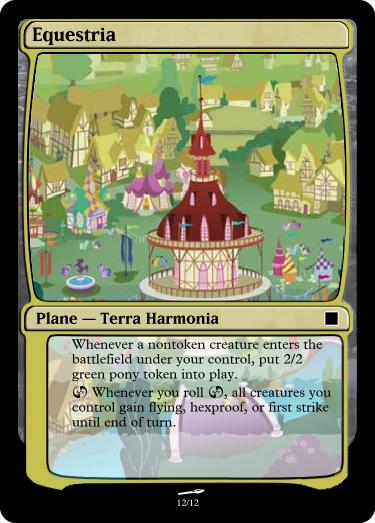 Equestria
Plane — Terra Harmonia
Whenever a nontoken creature enters the
battlefield under your control, put 2/2
green pony token into play.
Whenever you roll , all creatures you
control gain flying, hexproof, or first strike
until end of turn.
12/12